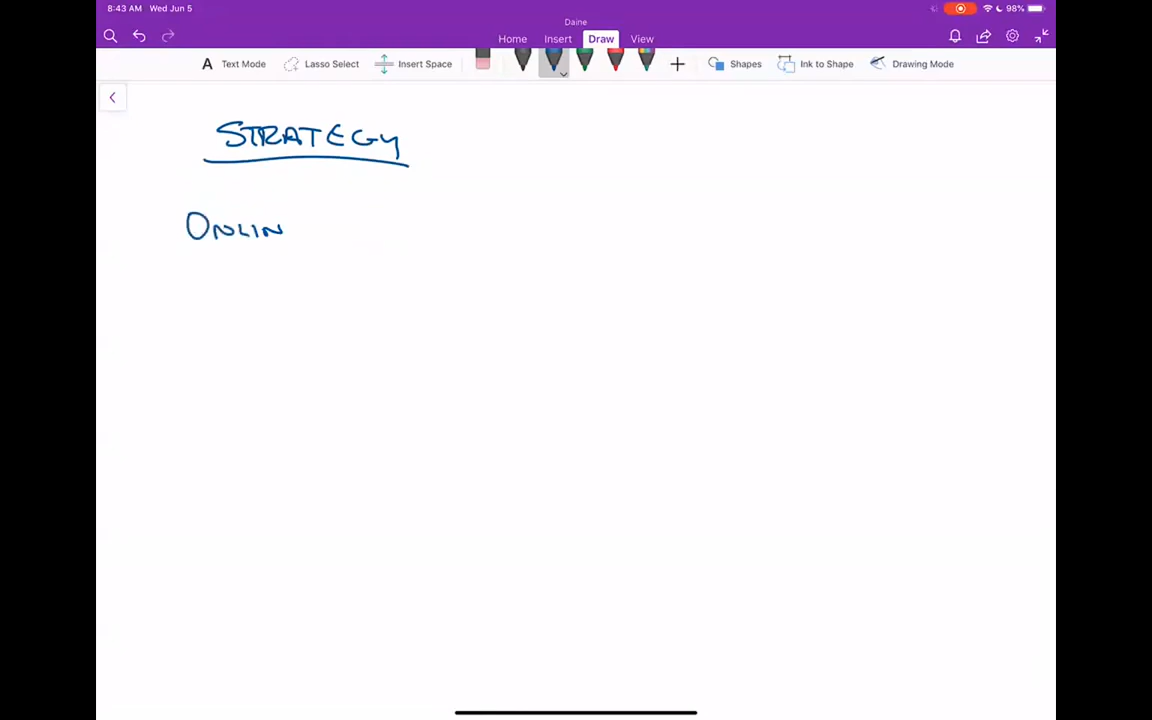 8:43 AM Wed Jun 5 98%
Daine
Home Insert Draw View
A Text Mode Lasso Select Insert Space Shapes Ink to Shape Drawing Mode
STRATEGY
ONLIN